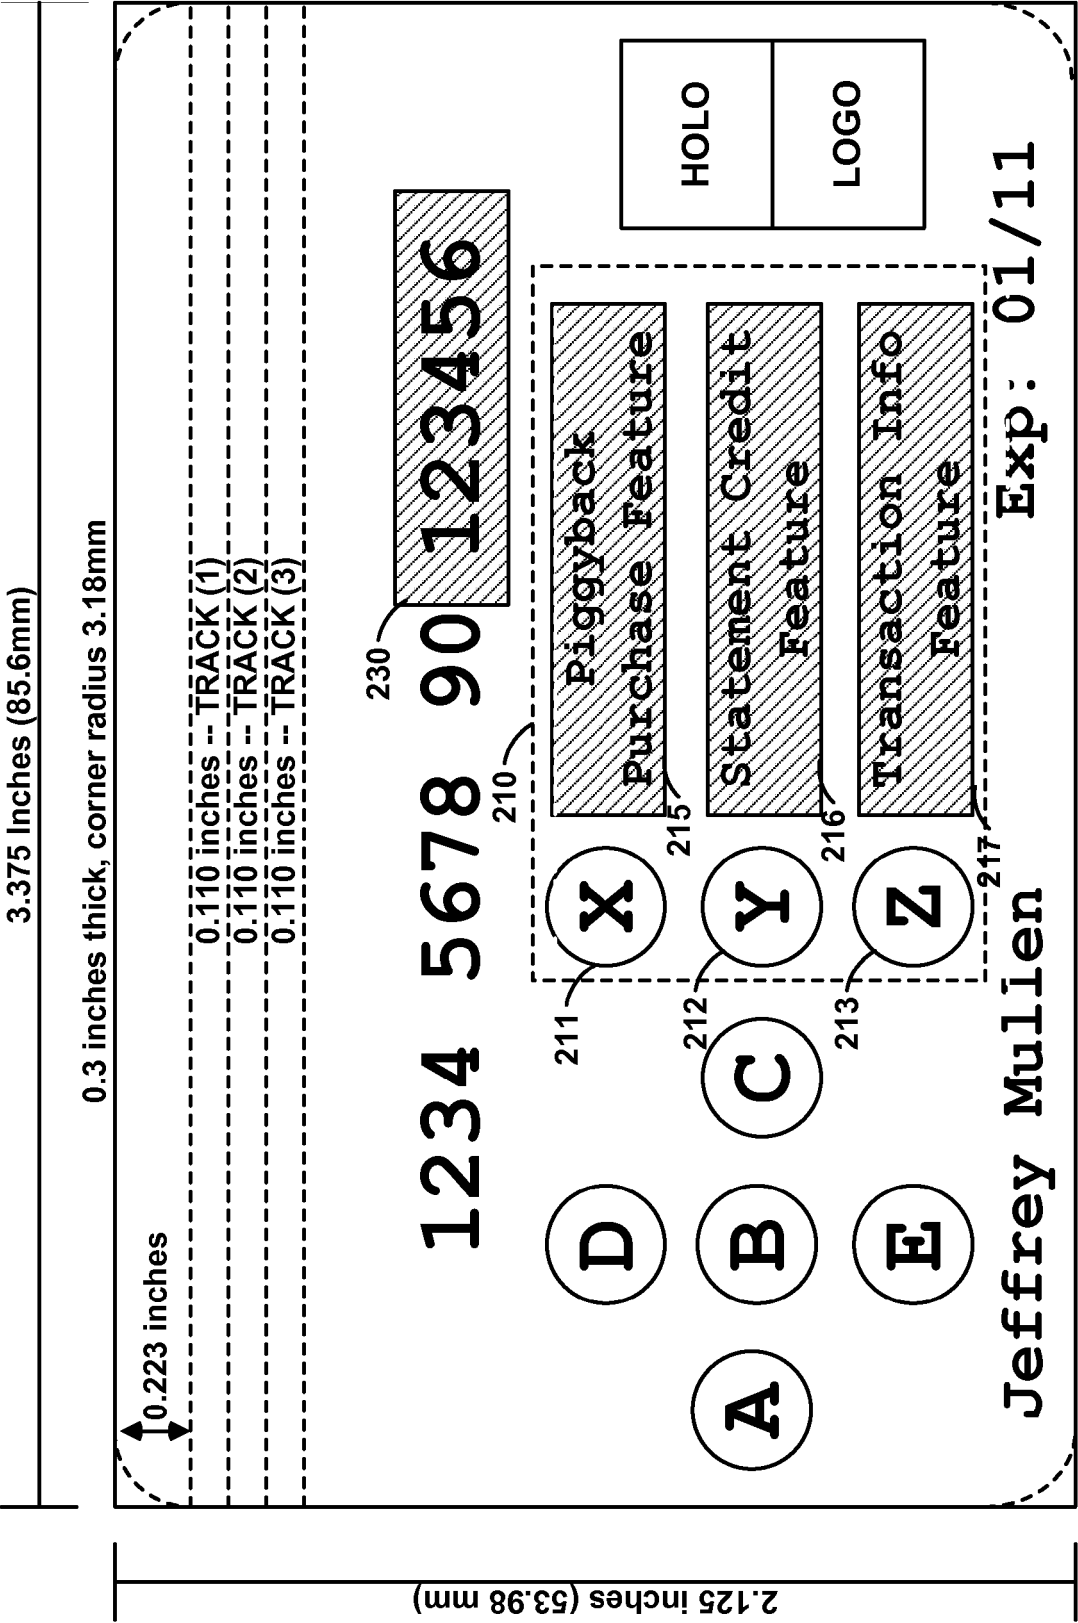 3.375 Inches (85.6mm)
0.3 inches thick, corner radius 3.18mm
0.223 inches
0.110 inches -- TRACK (1)
0.110 inches -- TRACK (2)
0.110 inches -- TRACK (3)
230
1234 5678 90 123456
210
HOLO
LOGO
211
D
X
Piggyback
Purchase Feature
215
212
A
B
C
Y
Statement Credit
Feature
216
213
E
Z
Transaction Info
Feature
217
Jeffrey Mullen
Exp: 01/11
2.125 inches (53.98 mm)